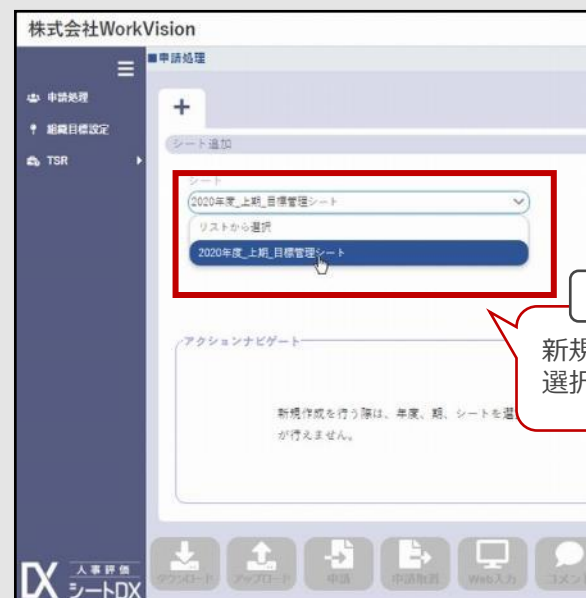 株式会社WorkVision
■申請処理
申請処理
組織目標設定
TSR
+
シート追加
シート
2020年度_上期_目標管理シート
リストから選択
2020年度_上期_目標管理シート
新規
選択
アクションナビゲート
新規作成を行う際は、年度、期、シートを選
が行えません。
ダウンロード
アップロード
申請
申請取消
Web入力
コメント
DX 人事評価
シートDX